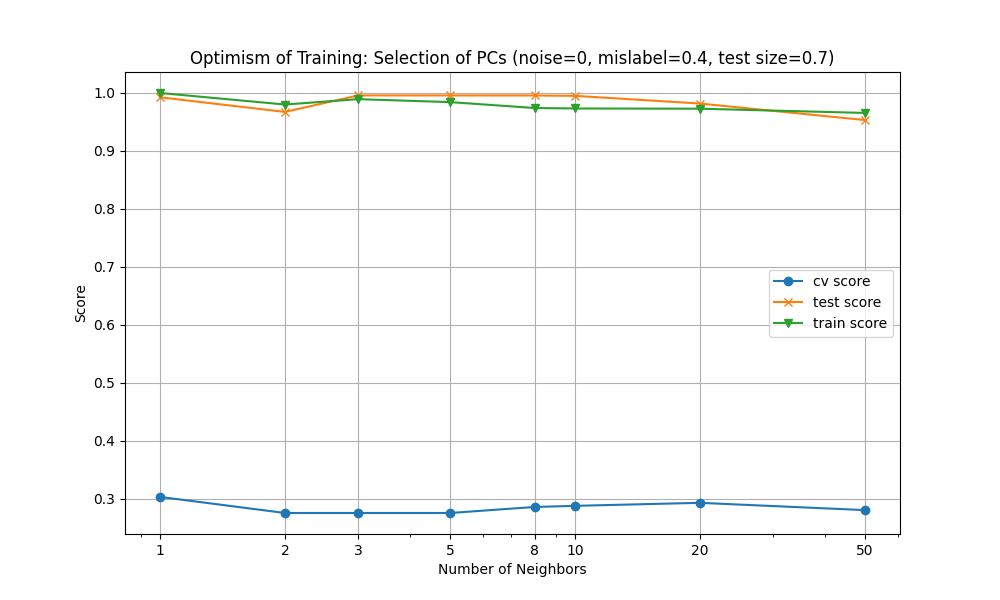 Optimism of Training: Selection of PCs (noise=0, mislabel=0.4, test size=0.7)
1.0
0.9
0.8
0.7
0.6
0.5
0.4
0.3
Score
cv score
test score
train score
1 2 3 5 8 10 20 50
Number of Neighbors